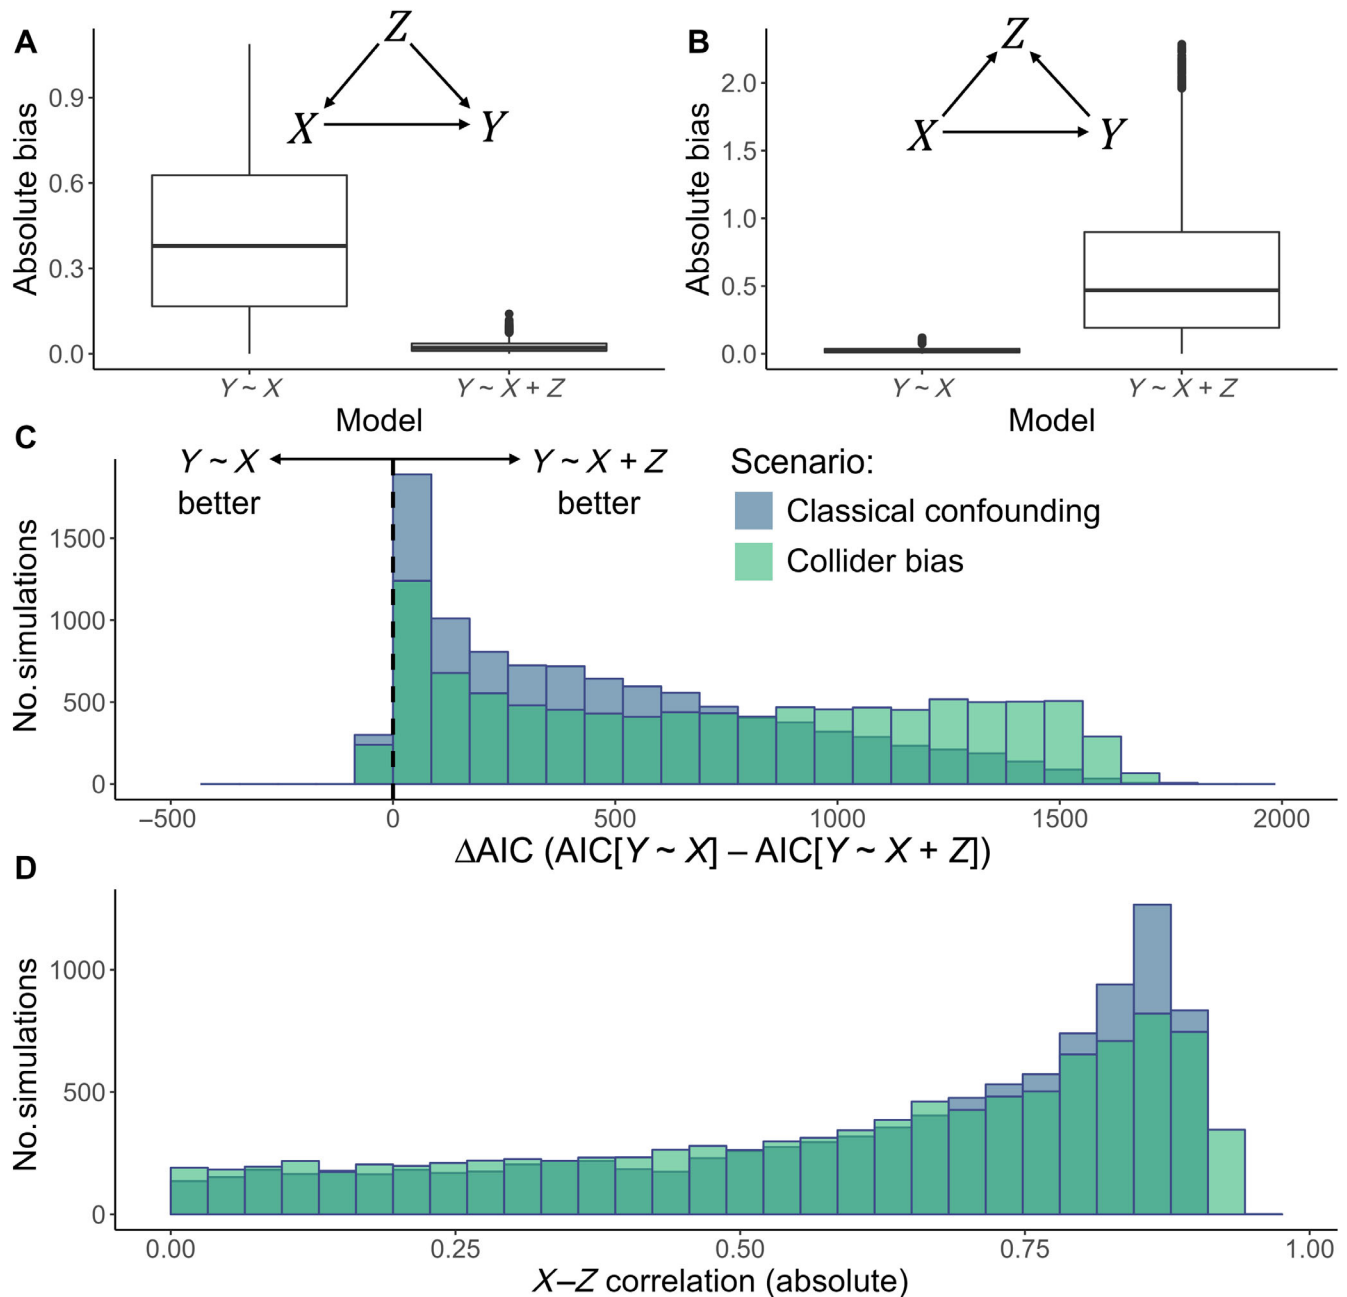 A
Z
X
Y
Absolute bias
0.9
0.6
0.3
0.0
Y ~ X
Y ~ X + Z
Model
B
Z
X
Y
Absolute bias
2.0
1.5
1.0
0.5
0.0
Y ~ X
Y ~ X + Z
Model
C
Y ~ X
better
Y ~ X + Z
better
Scenario:
Classical confounding
Collider bias
No. simulations
1500
1000
500
0
−500
0
500
1000
1500
2000
ΔAIC (AIC[Y ~ X] – AIC[Y ~ X + Z])
D
No. simulations
1000
500
0
0.00
0.25
0.50
0.75
1.00
X–Z correlation (absolute)